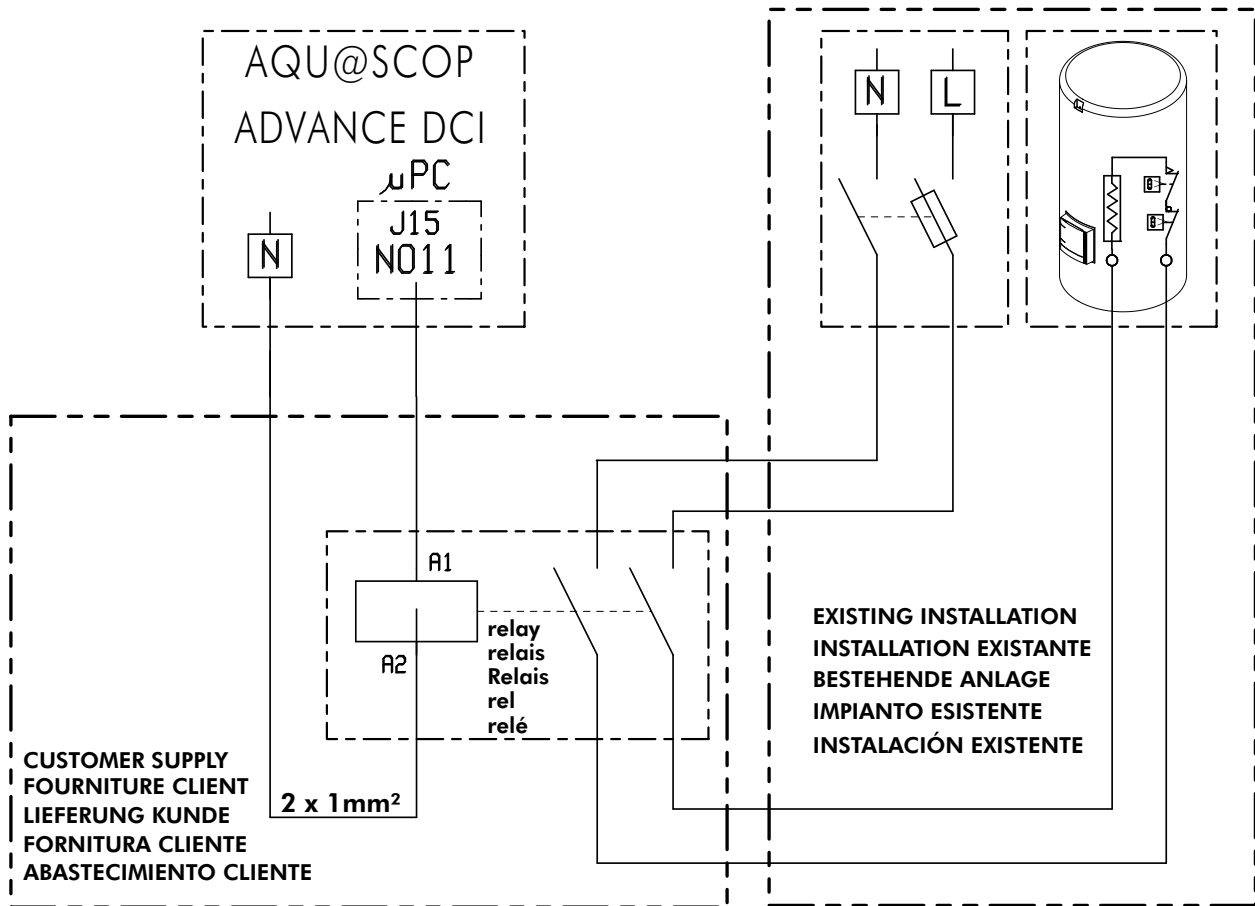 AQU@SCOP
ADVANCE DCI
µPC
J15
NO11
N
N
L
A1
A2
relay
relais
Relais
rel
relé
2 x 1mm²
CUSTOMER SUPPLY
FOURNITURE CLIENT
LIEFERUNG KUNDE
FORNITURA CLIENTE
ABASTECIMIENTO CLIENTE
EXISTING INSTALLATION
INSTALLATION EXISTANTE
BESTEHENDE ANLAGE
IMPIANTO ESISTENTE
INSTALACIÓN EXISTENTE